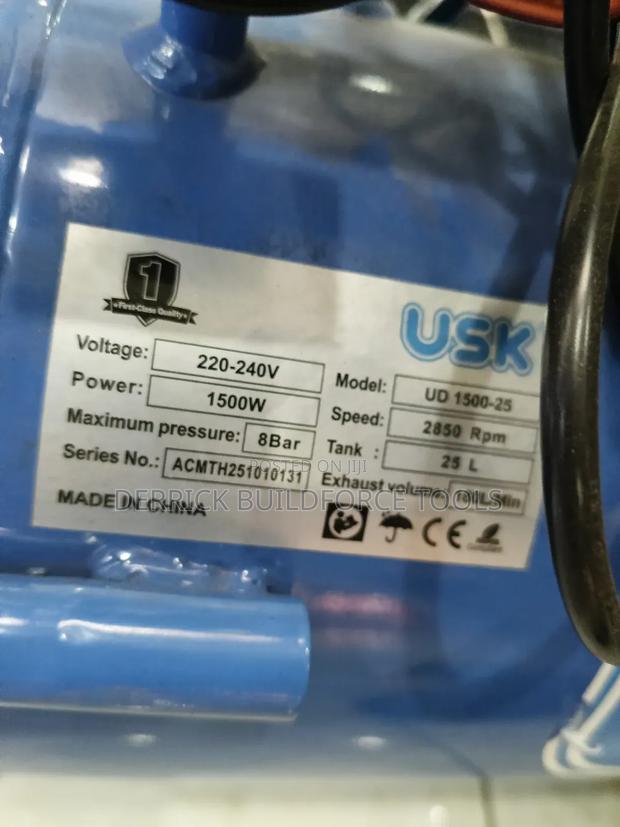 1
First-Class Quality
USK
Voltage: 220-240V
Model: UD 1500-25
Power: 1500W
Speed: 2850 Rpm
Maximum pressure: 8Bar
Tank : 25 L
Series No.: ACMTH251010131
Exhaust volume:
MADE IN CHINA
CE
POSTED ON JIJI
DERRICK BUILDFORCE TOOLS